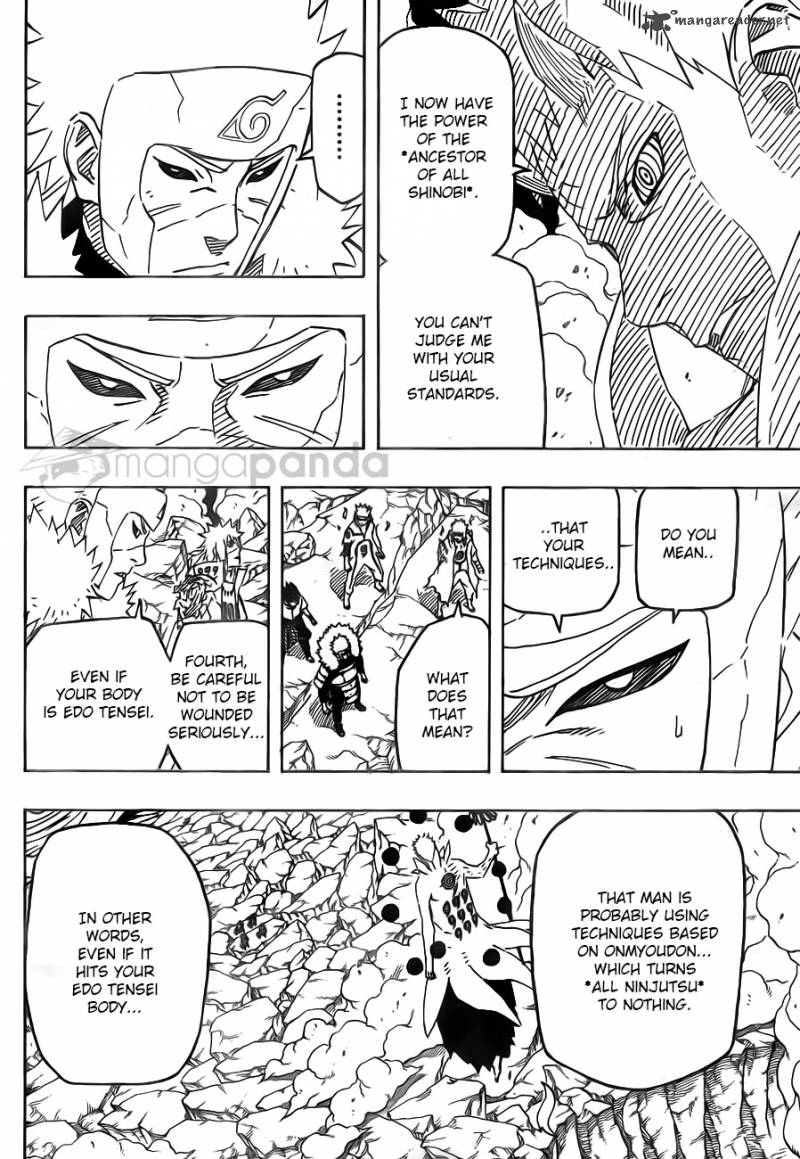 mangareader.net
I NOW HAVE
THE POWER
OF THE
*ANCESTOR
OF ALL
SHINOBI*.
.........
YOU CAN'T
JUDGE ME
WITH YOUR
USUAL
STANDARDS.
mangapanda
DO YOU
MEAN..
..THAT
YOUR
TECHNIQUES..
WHAT
DOES
THAT
MEAN?
FOURTH,
BE CAREFUL
NOT TO BE
WOUNDED
SERIOUSLY...
EVEN IF
YOUR BODY
IS EDO TENSEI.
THAT MAN IS
PROBABLY USING
TECHNIQUES BASED
ON ONMYOUDON...
WHICH TURNS
*ALL NINJUTSU*
TO NOTHING.
IN OTHER
WORDS,
EVEN IF IT
HITS YOUR
EDO TENSEI
BODY...